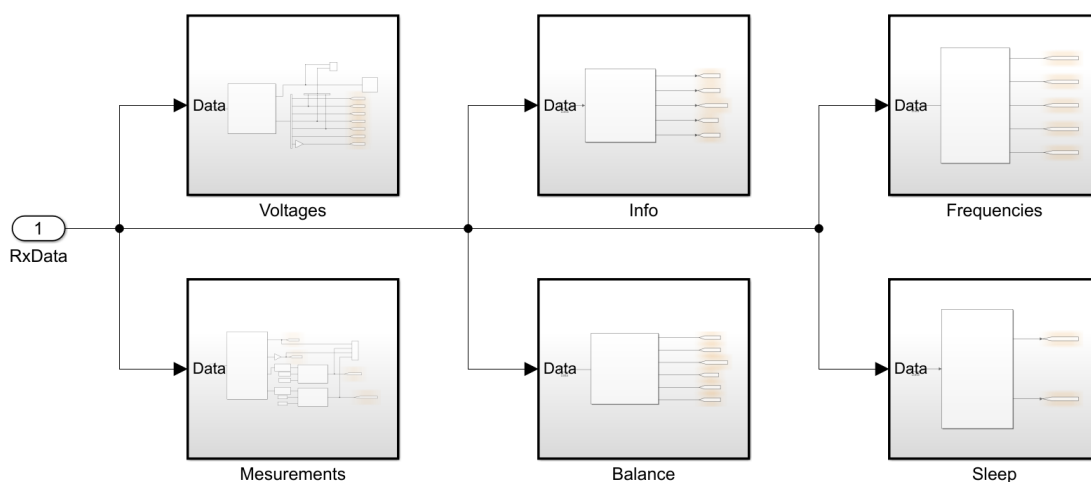 Data
Voltages
Data
Info
Data
Frequencies
1
RxData
Data
Mesurements
Data
Balance
Data
Sleep